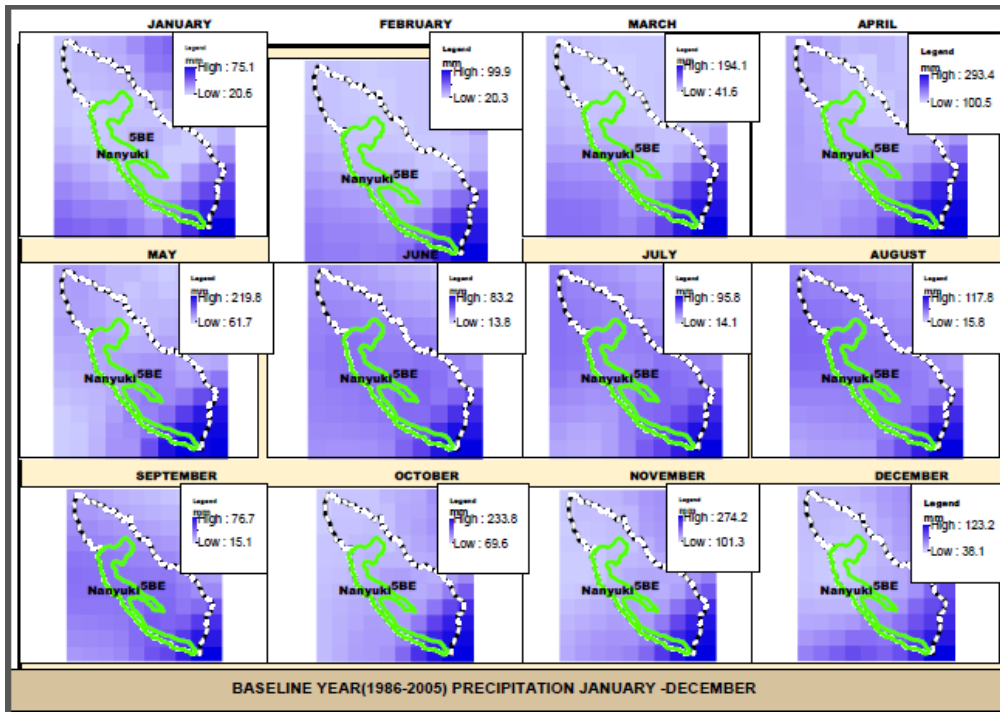 JANUARY
FEBRUARY
MARCH
APRIL
Legend
mm
High : 75.1
Low : 20.6
5BE
Nanyuki
Legend
mm
High : 99.9
Low : 20.3
Nanyuki 5BE
Legend
mm
High : 194.1
Low : 41.6
Nanyuki 5BE
Legend
mm
High : 293.4
Low : 100.5
Nanyuki 5BE
MAY
JUNE
JULY
AUGUST
Legend
mm
High : 219.8
Low : 61.7
Nanyuki 5BE
Legend
mm
High : 83.2
Low : 13.8
Nanyuki 5BE
Legend
mm
High : 95.8
Low : 14.1
Nanyuki 5BE
Legend
mm
High : 117.8
Low : 15.8
Nanyuki 5BE
SEPTEMBER
OCTOBER
NOVEMBER
DECEMBER
Legend
mm
High : 76.7
Low : 15.1
Nanyuki 5BE
Legend
mm
High : 233.8
Low : 69.6
Nanyuki 5BE
Legend
mm
High : 274.2
Low : 101.3
Nanyuki 5BE
Legend
mm
High : 123.2
Low : 38.1
Nanyuki 5BE
BASELINE YEAR(1986-2005) PRECIPITATION JANUARY -DECEMBER